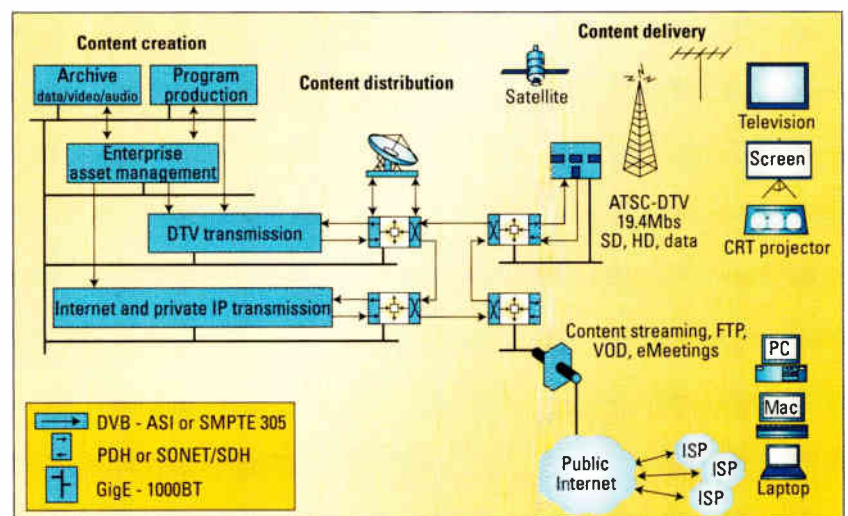 Content creation
Archive
data/video/audio
Program
production
Enterprise
asset management
DTV transmission
Internet and private IP transmission
Content distribution
Content delivery
Satellite
ATSC-DTV
19.4Mbs
SD, HD, data
Television
Screen
CRT projector
Content streaming, FTP,
VOD, eMeetings
PC
Mac
Laptop
Public
Internet
ISP
ISP
ISP
DVB - ASI or SMPTE 305
PDH or SONET/SDH
GigE - 1000BT